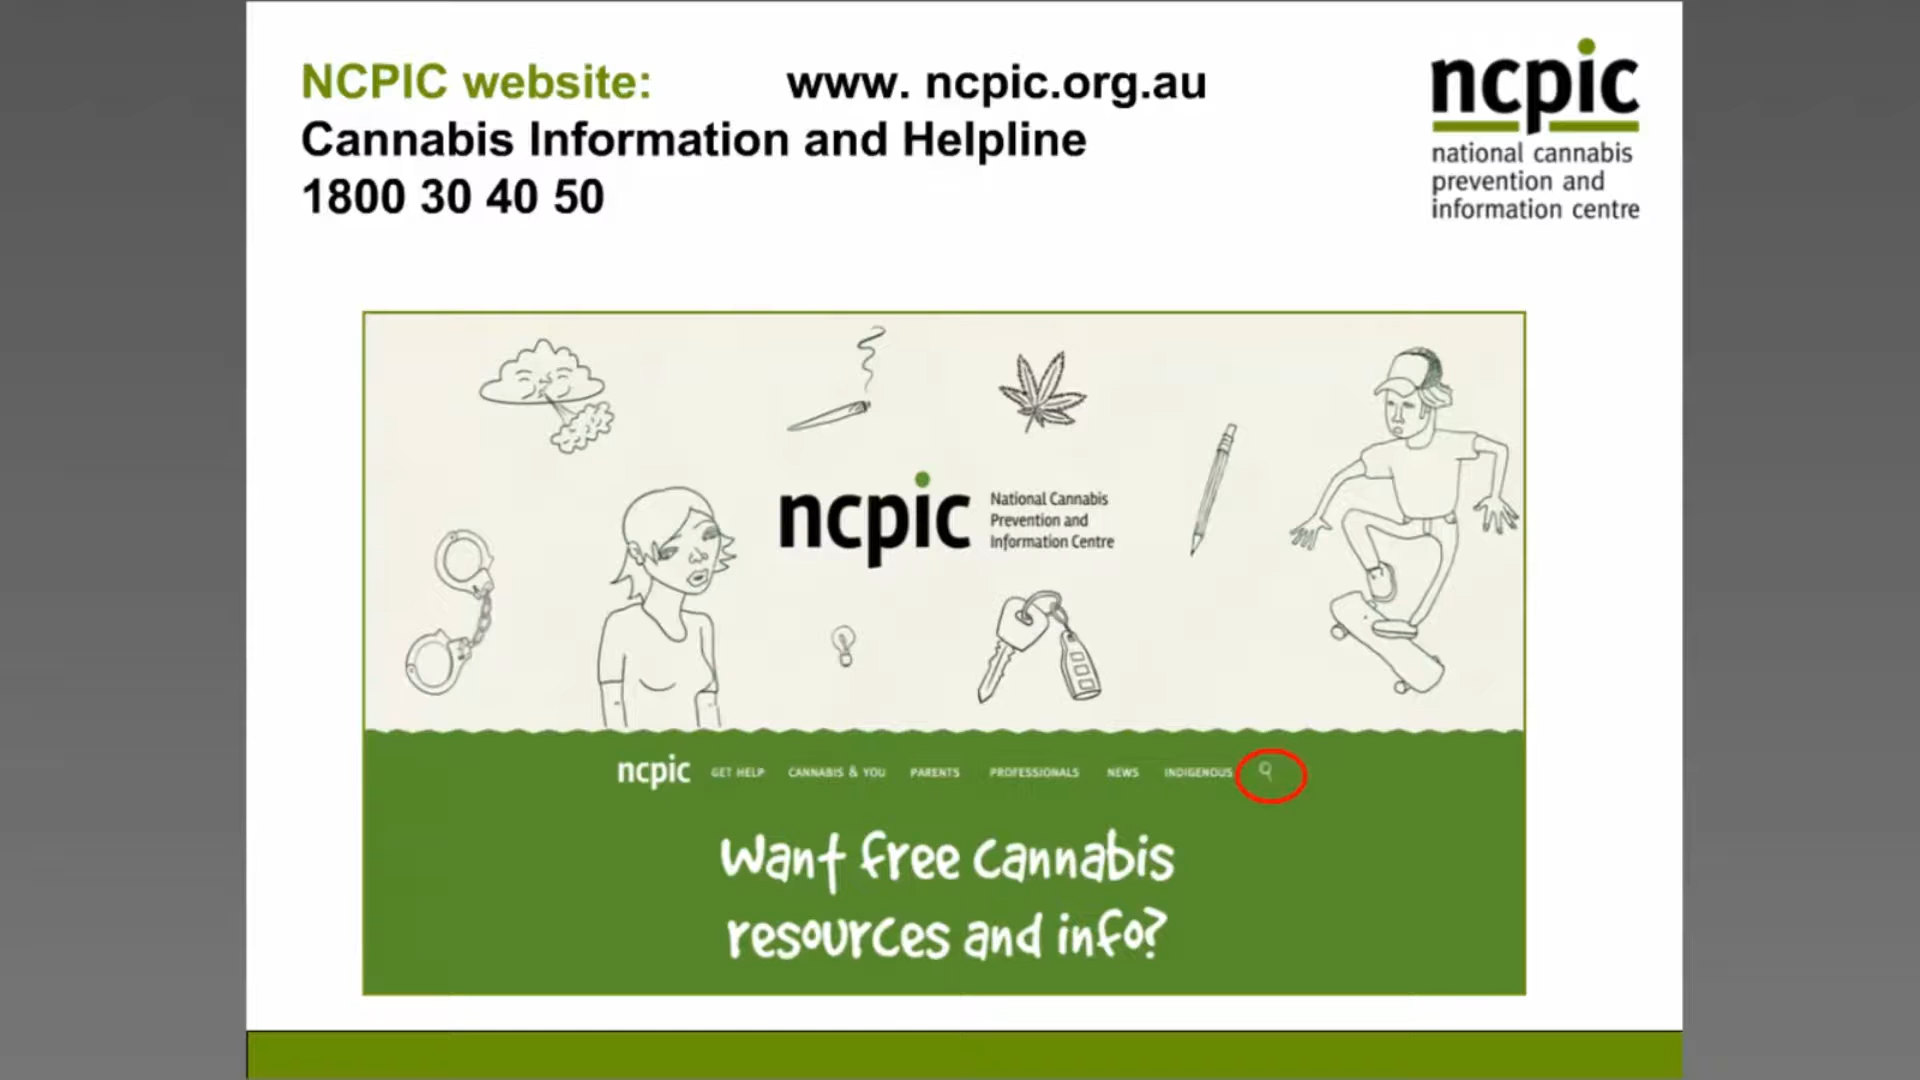 NCPIC website: www. ncpic.org.au
Cannabis Information and Helpline
1800 30 40 50
ncpic
national cannabis
prevention and
information centre
ncpic
National Cannabis
Prevention and
Information Centre
ncpic GET HELP CANNABIS & YOU PARENTS PROFESSIONALS NEWS INDIGENOUS
Want free cannabis
resources and info?